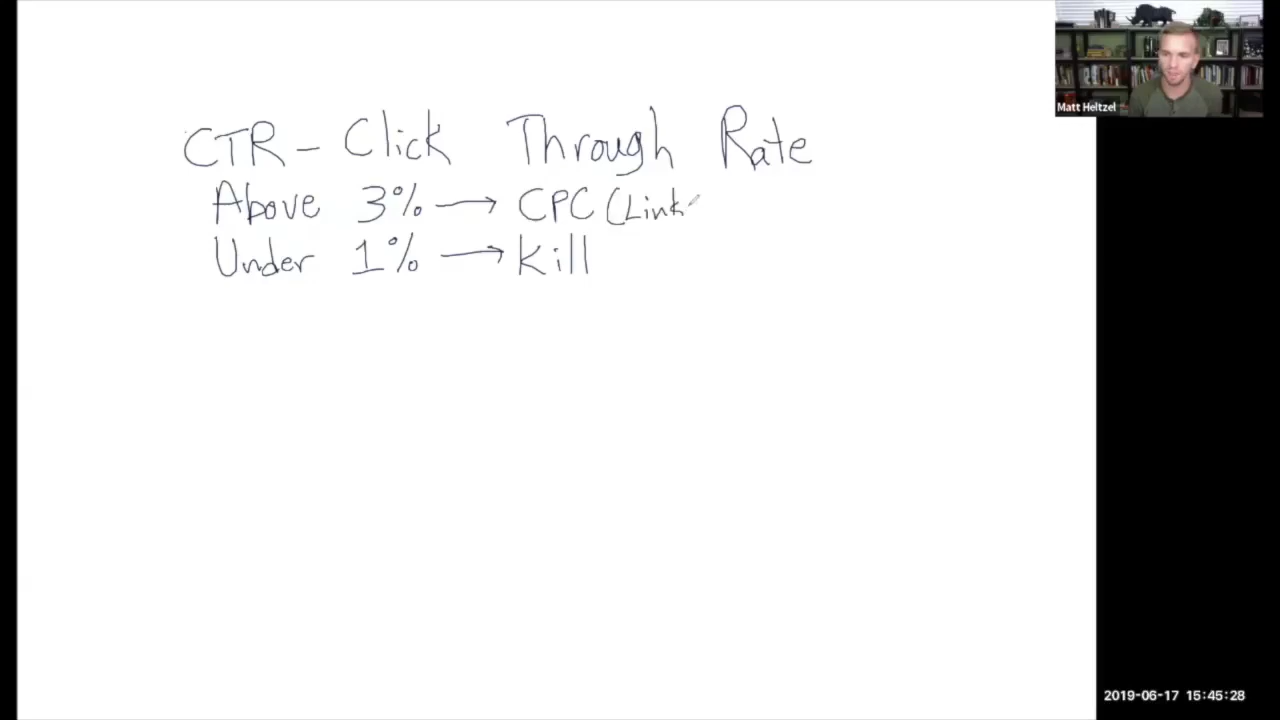 CTR - Click Through Rate
Above 3% → CPC (Link
Under 1% → Kill
Matt Heltzel
2019-06-17 15:45:28